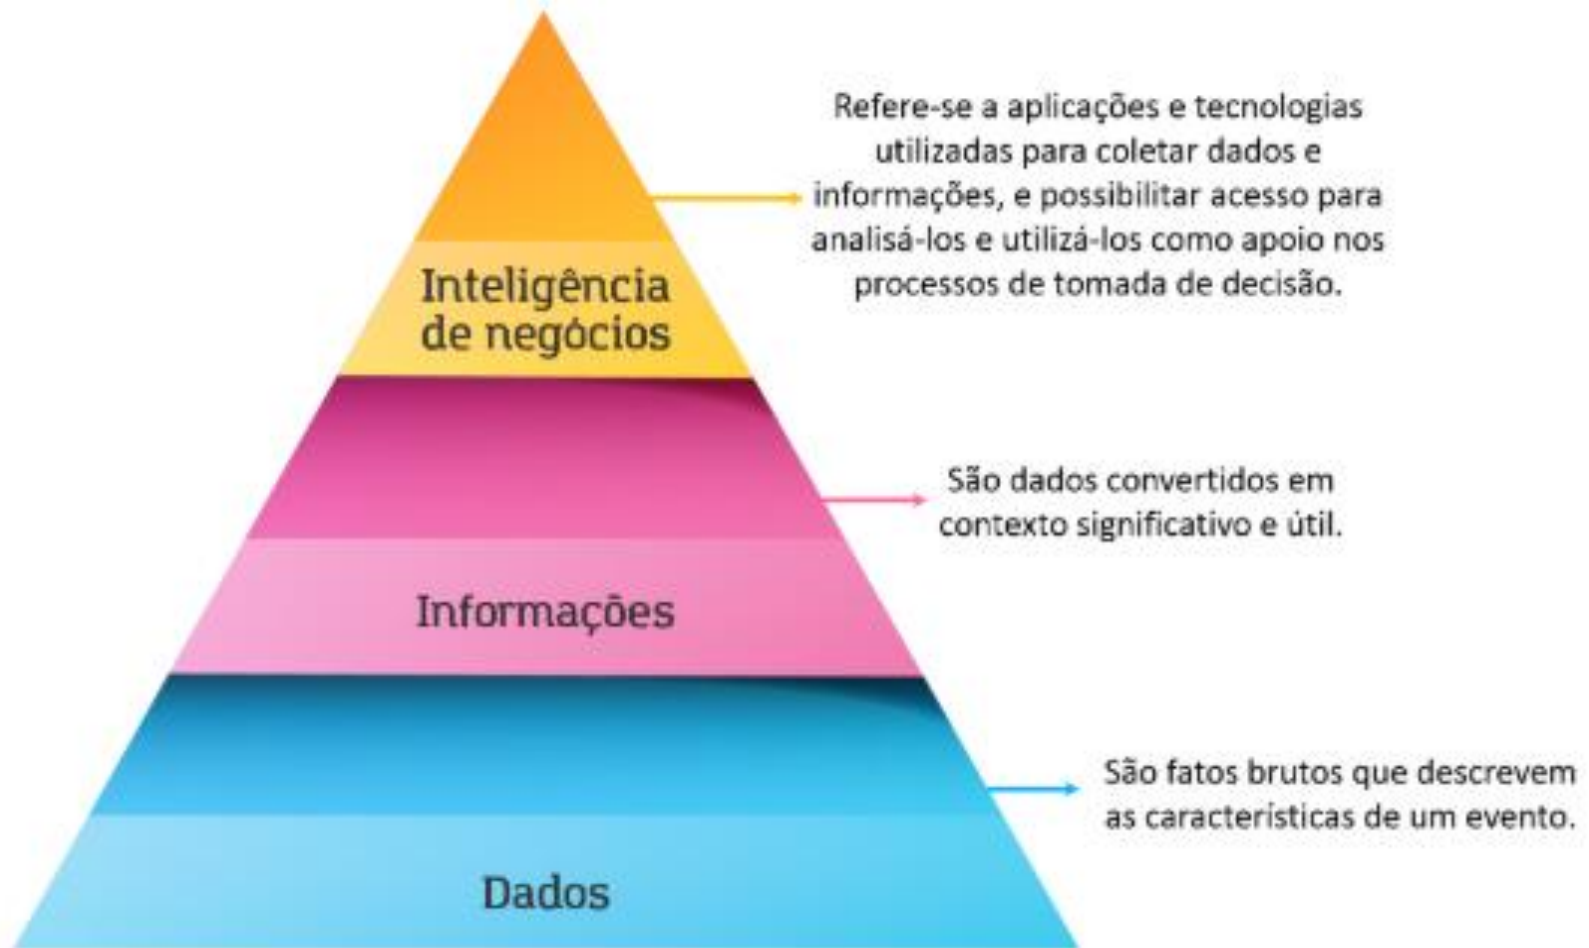 Refere-se a aplicações e tecnologias
utilizadas para coletar dados e
informações, e possibilitar acesso para
analisá-los e utilizá-los como apoio nos
processos de tomada de decisão.
Inteligência
de negócios
São dados convertidos em
contexto significativo e útil.
Informações
São fatos brutos que descrevem
as características de um evento.
Dados